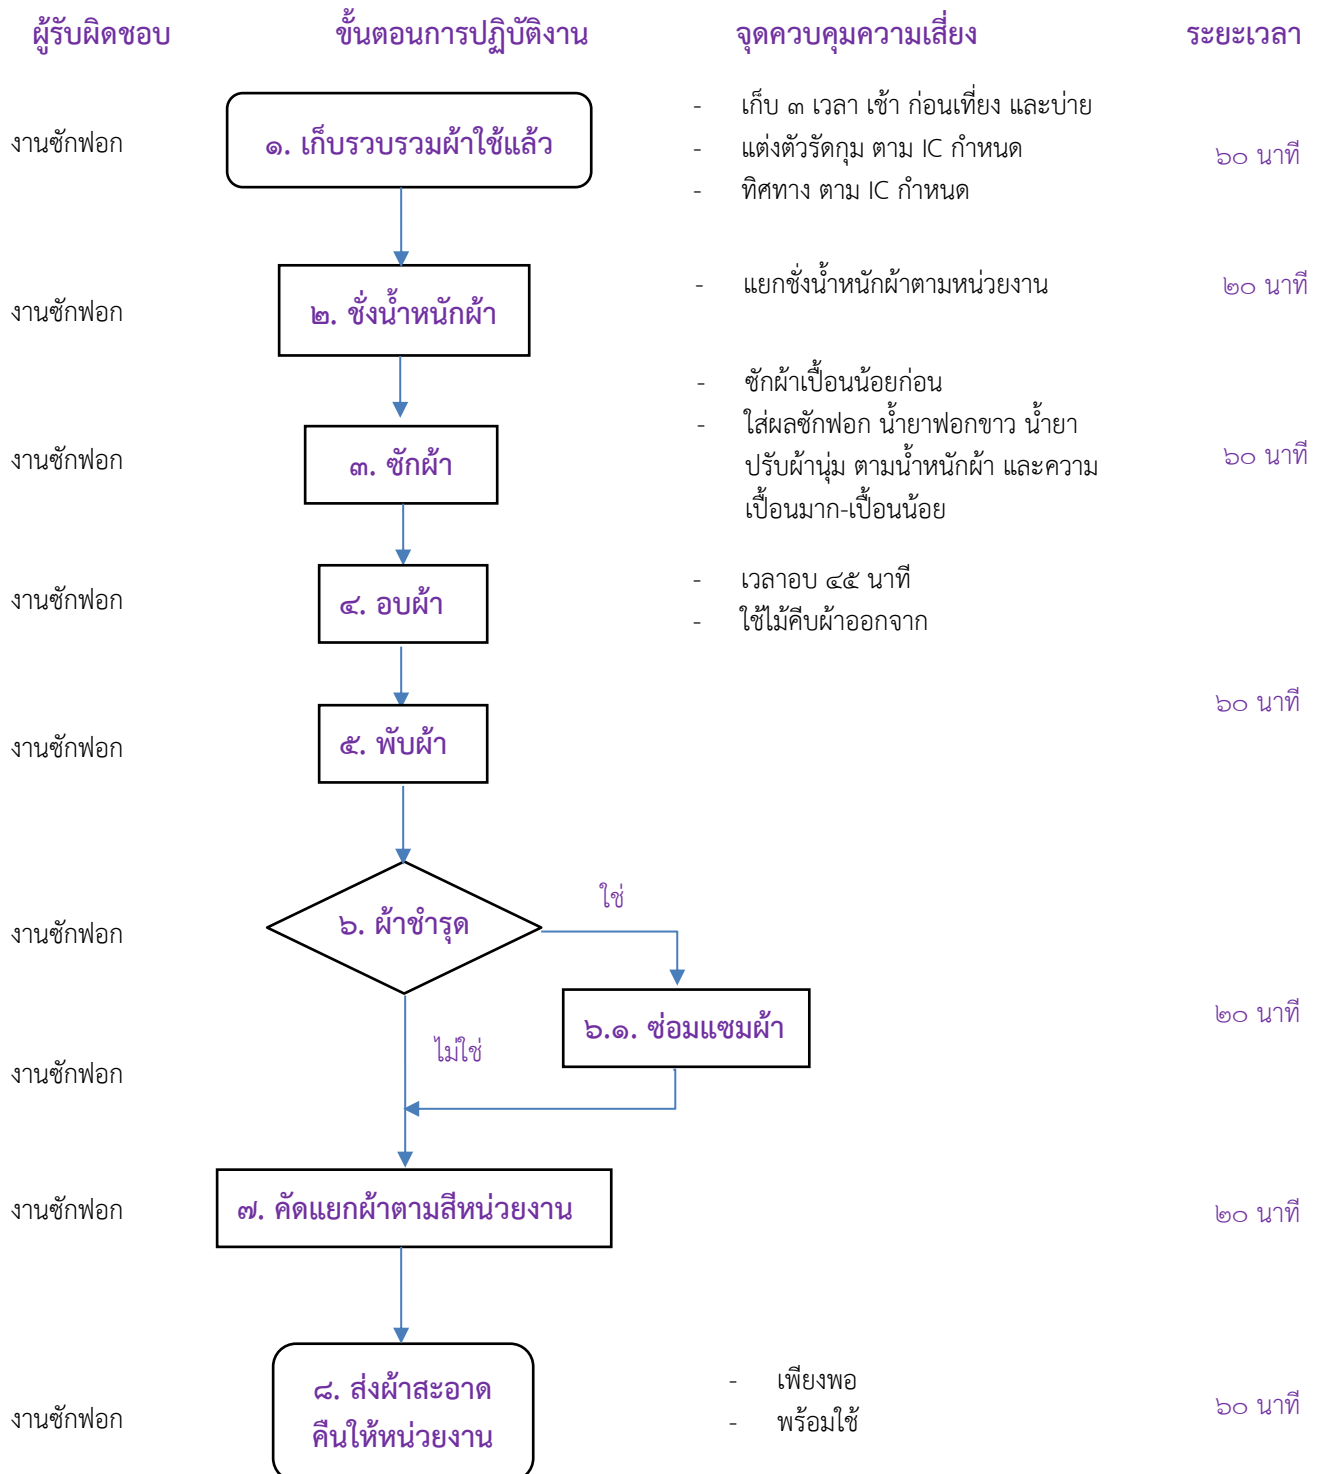 ผู้รับผิดชอบ ขั้นตอนการปฏิบัติงาน จุดควบคุมความเสี่ยง ระยะเวลา
งานซักฟอก
๑. เก็บรวบรวมผ้าใช้แล้ว
- เก็บ ๓ เวลา เช้า ก่อนเที่ยง และบ่าย
- แต่งตัวรัดกุม ตาม IC กำหนด
- ทิศทาง ตาม IC กำหนด
๖๐ นาที
งานซักฟอก
๒. ชั่งน้ำหนักผ้า
- แยกชั่งน้ำหนักผ้าตามหน่วยงาน
๒๐ นาที
งานซักฟอก
๓. ซักผ้า
- ซักผ้าเปื้อนน้อยก่อน
- ใส่ผลซักฟอก น้ำยาฟอกขาว น้ำยา
ปรับผ้านุ่ม ตามน้ำหนักผ้า และความ
เปื้อนมาก-เปื้อนน้อย
๖๐ นาที
งานซักฟอก
๔. อบผ้า
- เวลาอบ ๔๕ นาที
- ใช้ไม้คีบผ้าออกจาก
๖๐ นาที
งานซักฟอก
๕. พับผ้า
งานซักฟอก
๖. ผ้าชำรุด
ใช่
ไม่ใช่
๖.๑. ซ่อมแซมผ้า
๒๐ นาที
งานซักฟอก
งานซักฟอก
๗. คัดแยกผ้าตามสีหน่วยงาน
๒๐ นาที
งานซักฟอก
๘. ส่งผ้าสะอาด
คืนให้หน่วยงาน
- เพียงพอ
- พร้อมใช้
๖๐ นาที